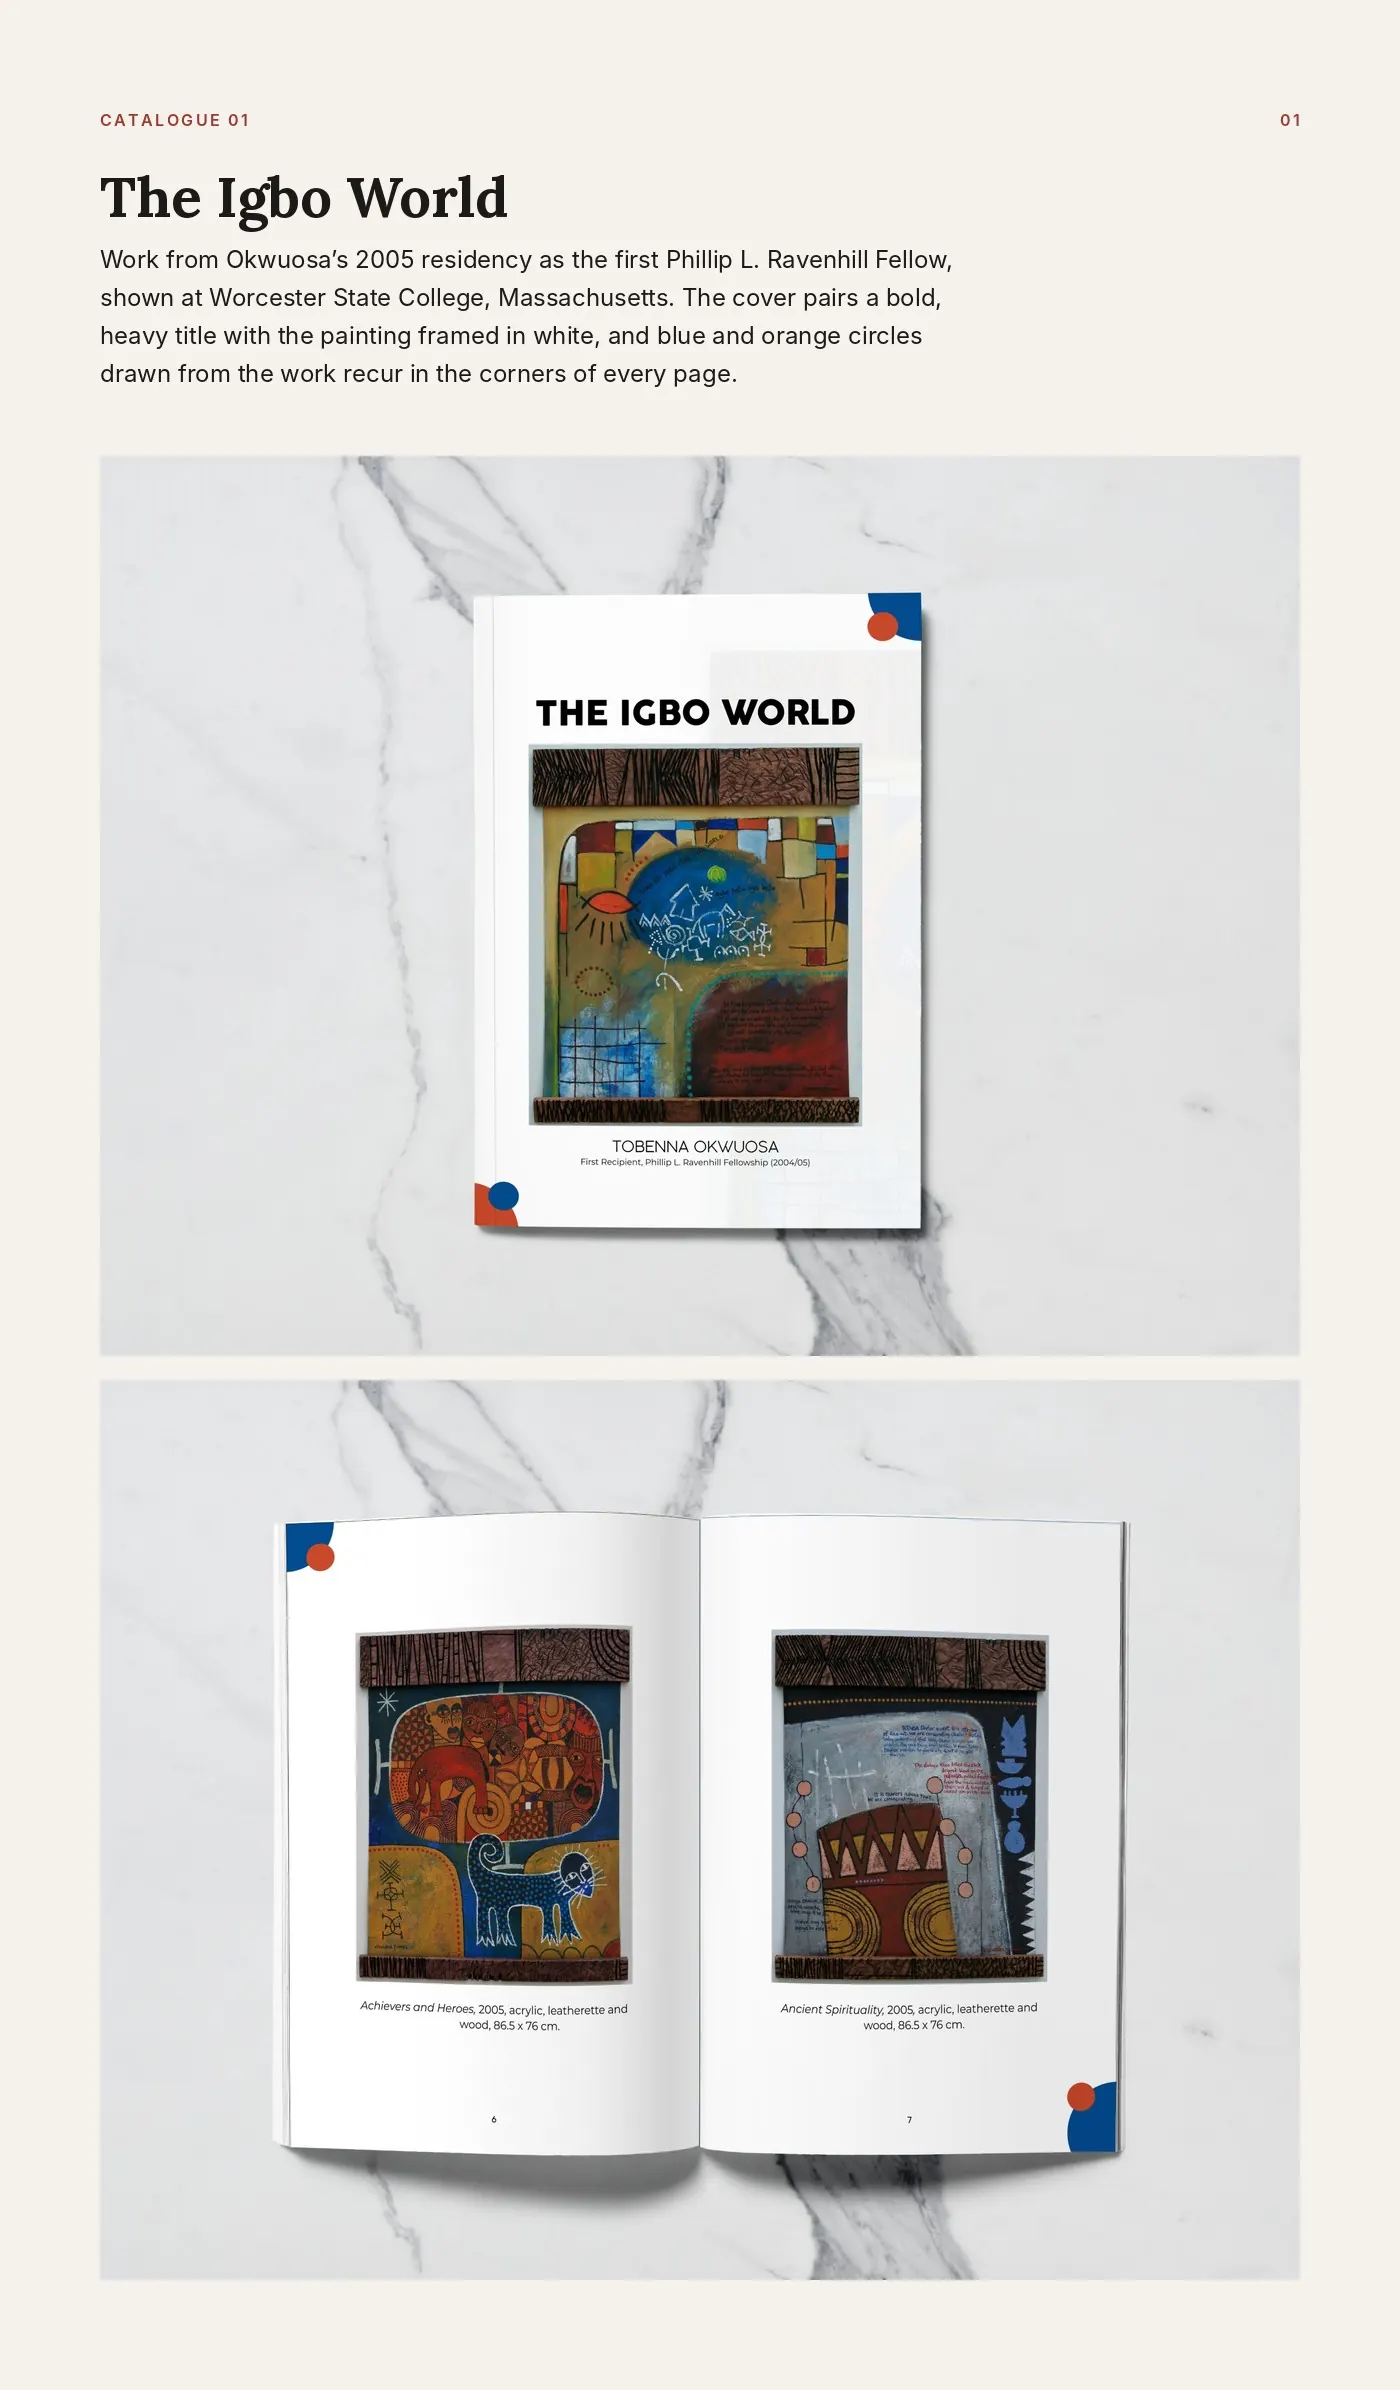 CATALOGUE 01
01
The Igbo World
Work from Okwuosa’s 2005 residency as the first Phillip L. Ravenhill Fellow,
shown at Worcester State College, Massachusetts. The cover pairs a bold,
heavy title with the painting framed in white, and blue and orange circles
drawn from the work recur in the corners of every page.
THE IGBO WORLD
TOBENNA OKWUOSA
First Recipient, Phillip L. Ravenhill Fellowship (2004/05)
Achievers and Heroes, 2005, acrylic, leatherette and
wood, 86.5 x 76 cm.
6
Ancient Spirituality, 2005, acrylic, leatherette and
wood, 86.5 x 76 cm.
7